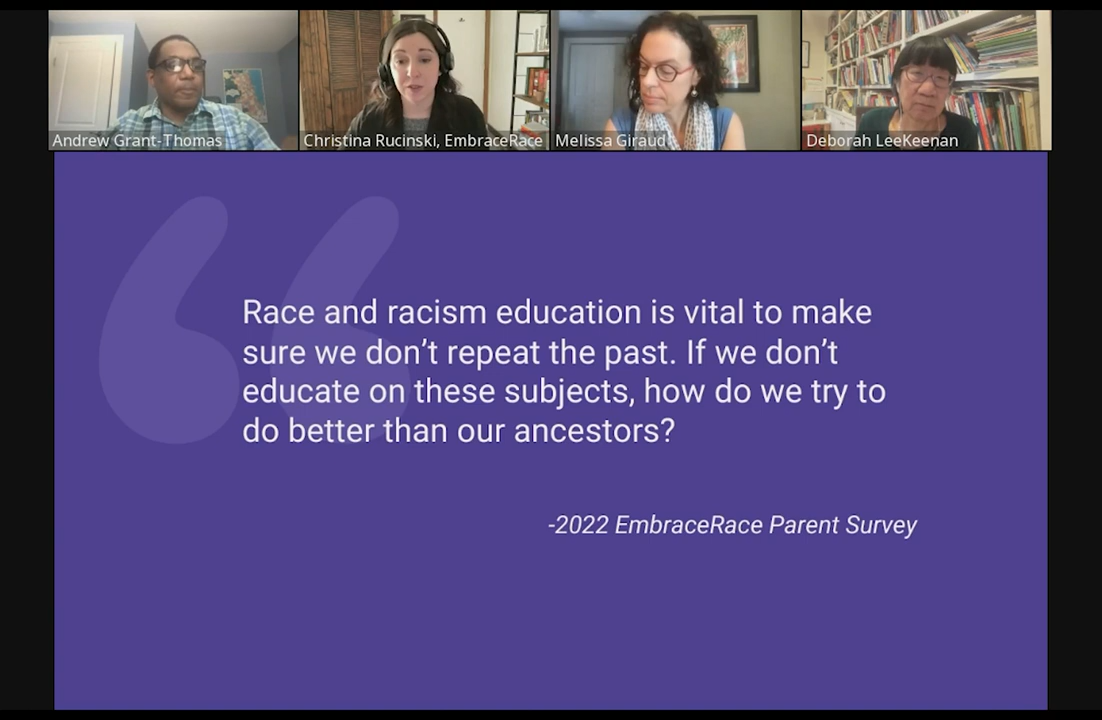 Andrew Grant-Thomas
Christina Rucinski, EmbraceRace
Melissa Giraud
Deborah LeeKeenan
Race and racism education is vital to make
sure we don’t repeat the past. If we don’t
educate on these subjects, how do we try to
do better than our ancestors?
-2022 EmbraceRace Parent Survey